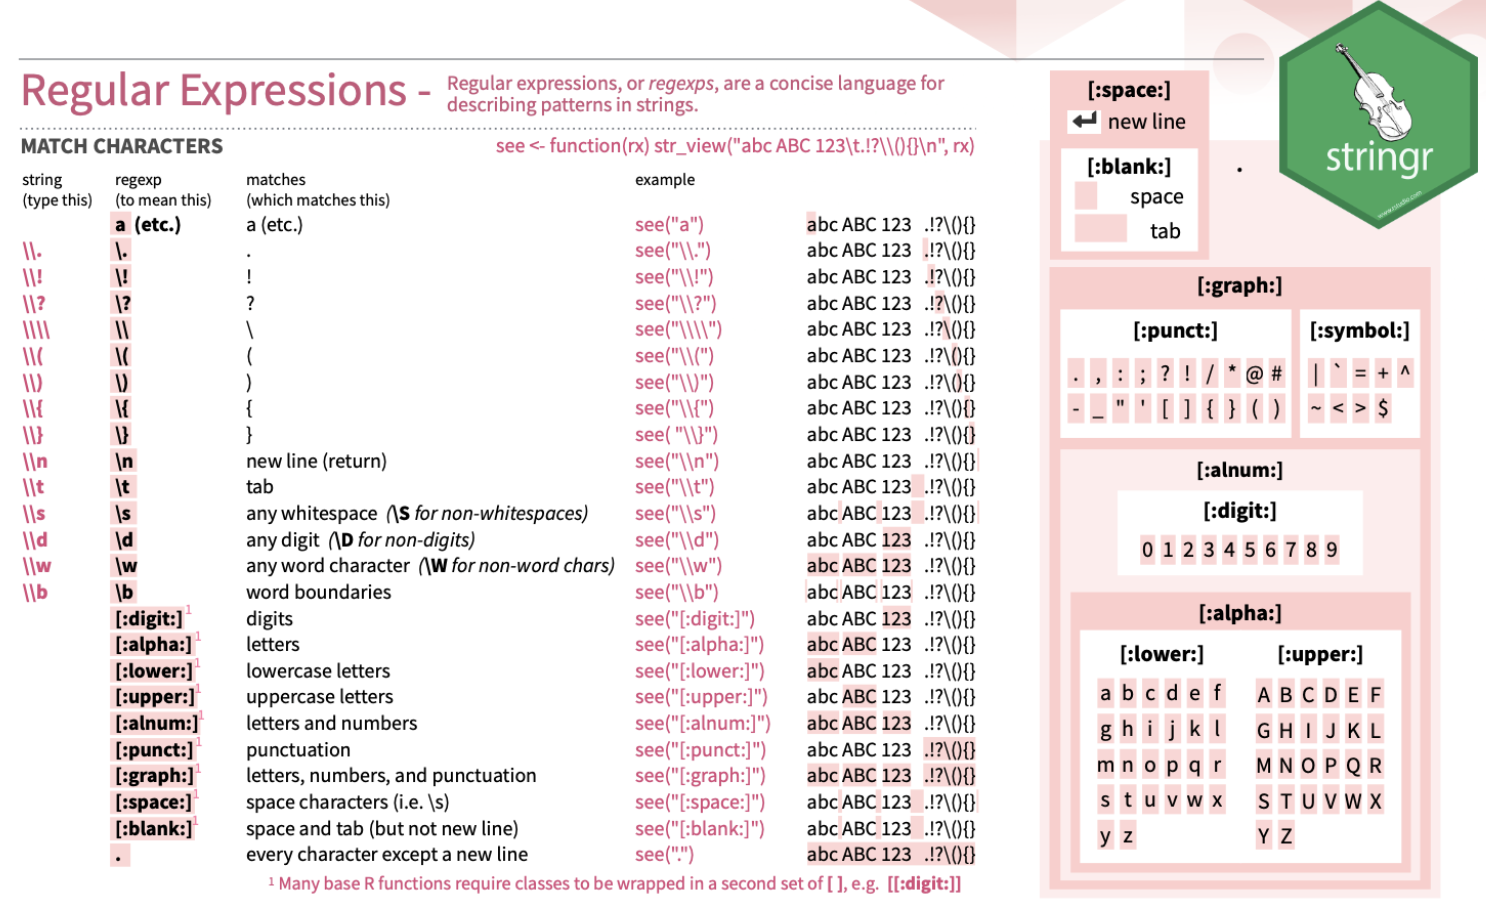 Regular Expressions - Regular expressions, or regexps, are a concise language for
describing patterns in strings.
MATCH CHARACTERS see <- function(rx) str_view("abc ABC 123\t.!?\\(){}\n", rx)
string regexp matches example
(type this) (to mean this) (which matches this)
a (etc.) a (etc.) see("a") abc ABC 123 .!?\(){}
\\. \. . see("\\.") abc ABC 123 .!?\(){}
\\! \! ! see("\\!") abc ABC 123 .!?\(){}
\\? \? ? see("\\?") abc ABC 123 .!?\(){}
\\\\ \\ \ see("\\\\") abc ABC 123 .!?\(){}
\\( \( ( see("\\(") abc ABC 123 .!?\(){}
\\) \) ) see("\\)") abc ABC 123 .!?\(){}
\\{ \{ { see("\\{") abc ABC 123 .!?\(){}
\\} \} } see( "\\}") abc ABC 123 .!?\(){}
\\n \n new line (return) see("\\n") abc ABC 123 .!?\(){}
\\t \t tab see("\\t") abc ABC 123 .!?\(){}
\\s \s any whitespace (\S for non-whitespaces) see("\\s") abc ABC 123 .!?\(){}
\\d \d any digit (\D for non-digits) see("\\d") abc ABC 123 .!?\(){}
\\w \w any word character (\W for non-word chars) see("\\w") abc ABC 123 .!?\(){}
\\b \b word boundaries see("\\b") abc ABC 123 .!?\(){}
[:digit:]1 digits see("[:digit:]") abc ABC 123 .!?\(){}
[:alpha:]1 letters see("[:alpha:]") abc ABC 123 .!?\(){}
[:lower:]1 lowercase letters see("[:lower:]") abc ABC 123 .!?\(){}
[:upper:]1 uppercase letters see("[:upper:]") abc ABC 123 .!?\(){}
[:alnum:]1 letters and numbers see("[:alnum:]") abc ABC 123 .!?\(){}
[:punct:]1 punctuation see("[:punct:]") abc ABC 123 .!?\(){}
[:graph:]1 letters, numbers, and punctuation see("[:graph:]") abc ABC 123 .!?\(){}
[:space:]1 space characters (i.e. \s) see("[:space:]") abc ABC 123 .!?\(){}
[:blank:]1 space and tab (but not new line) see("[:blank:]") abc ABC 123 .!?\(){}
. every character except a new line see(".") abc ABC 123 .!?\(){}
1 Many base R functions require classes to be wrapped in a second set of [ ], e.g. [[:digit:]]
[:space:]
new line
[:blank:]
space
tab
.
stringr
www.rstudio.com
[:graph:]
[:punct:] [:symbol:]
. , : ; ? ! / * @ # | ` = + ^
- _ " ' [ ] { } ( ) ~ < > $
[:alnum:]
[:digit:]
0 1 2 3 4 5 6 7 8 9
[:alpha:]
[:lower:] [:upper:]
a b c d e f A B C D E F
g h i j k l G H I J K L
m n o p q r M N O P Q R
s t u v w x S T U V W X
y z Y Z